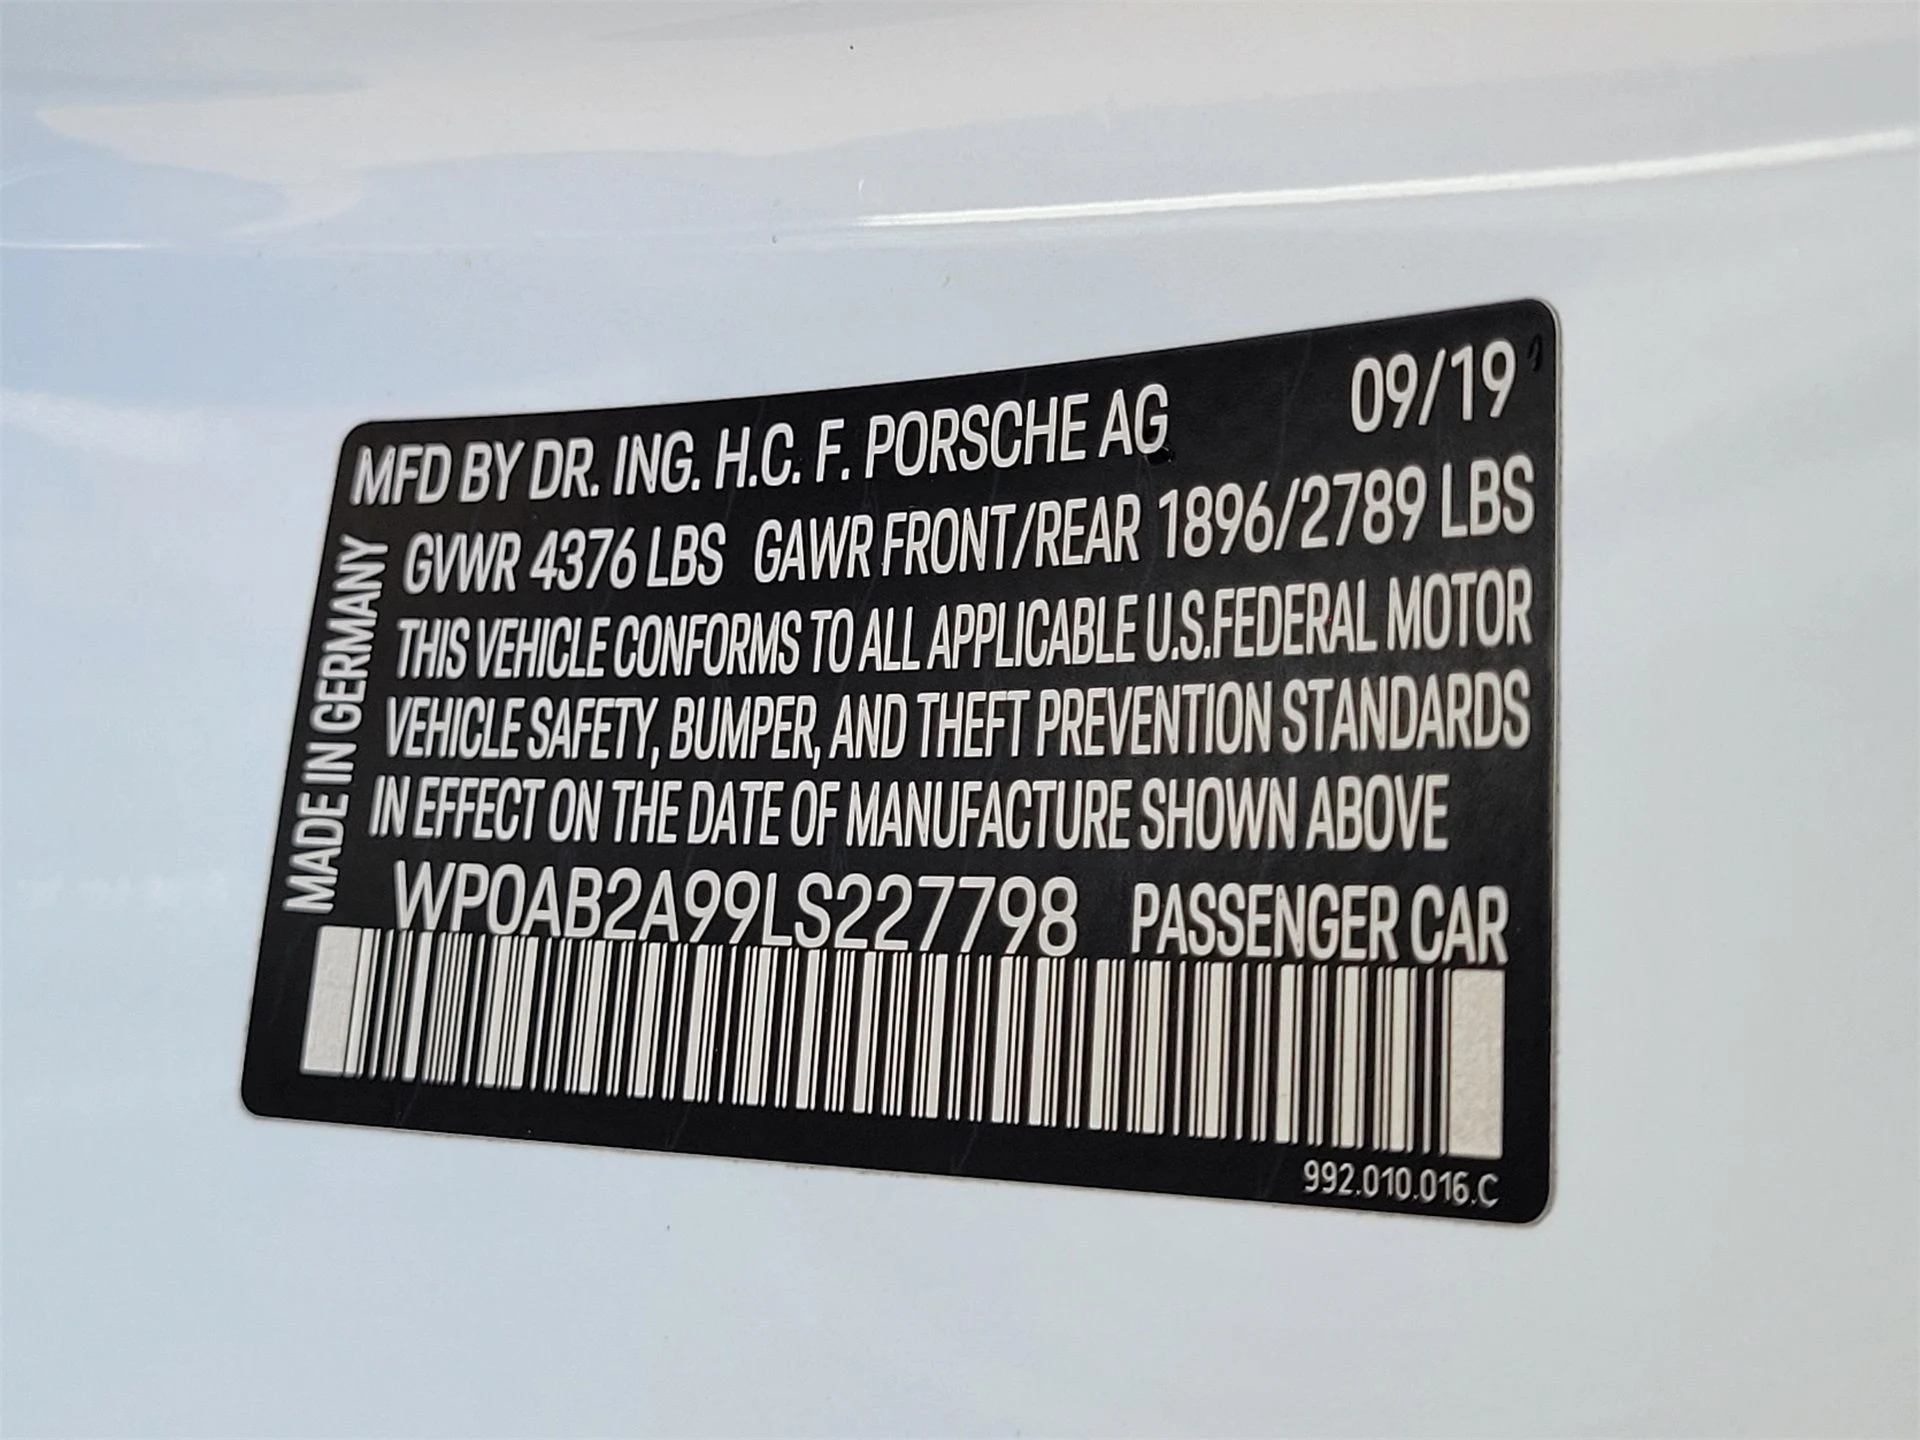 MFD BY DR. ING. H.C. F. PORSCHE AG 09/19
GVWR 4376 LBS GAWR FRONT/REAR 1896/2789 LBS
THIS VEHICLE CONFORMS TO ALL APPLICABLE U.S.FEDERAL MOTOR
VEHICLE SAFETY, BUMPER, AND THEFT PREVENTION STANDARDS
IN EFFECT ON THE DATE OF MANUFACTURE SHOWN ABOVE
WP0AB2A99LS227798 PASSENGER CAR
992.010.016.C
MADE IN GERMANY